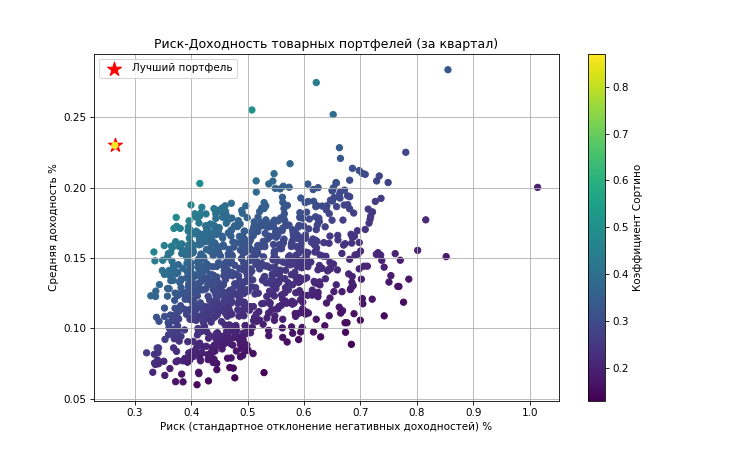 Риск-Доходность товарных портфелей (за квартал)
Лучший портфель
Средняя доходность %
0.25
0.20
0.15
0.10
0.05
0.3 0.4 0.5 0.6 0.7 0.8 0.9 1.0
Риск (стандартное отклонение негативных доходностей) %
0.8
0.7
0.6
0.5
0.4
0.3
0.2
Коэффициент Сортино